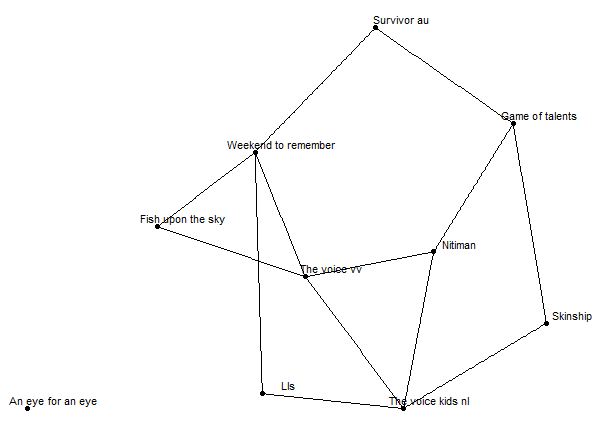 Survivor au
Game of talents
Weekend to remember
Fish upon the sky
Nitiman
The voice vv
Skinship
Lls
An eye for an eye
The voice kids nl